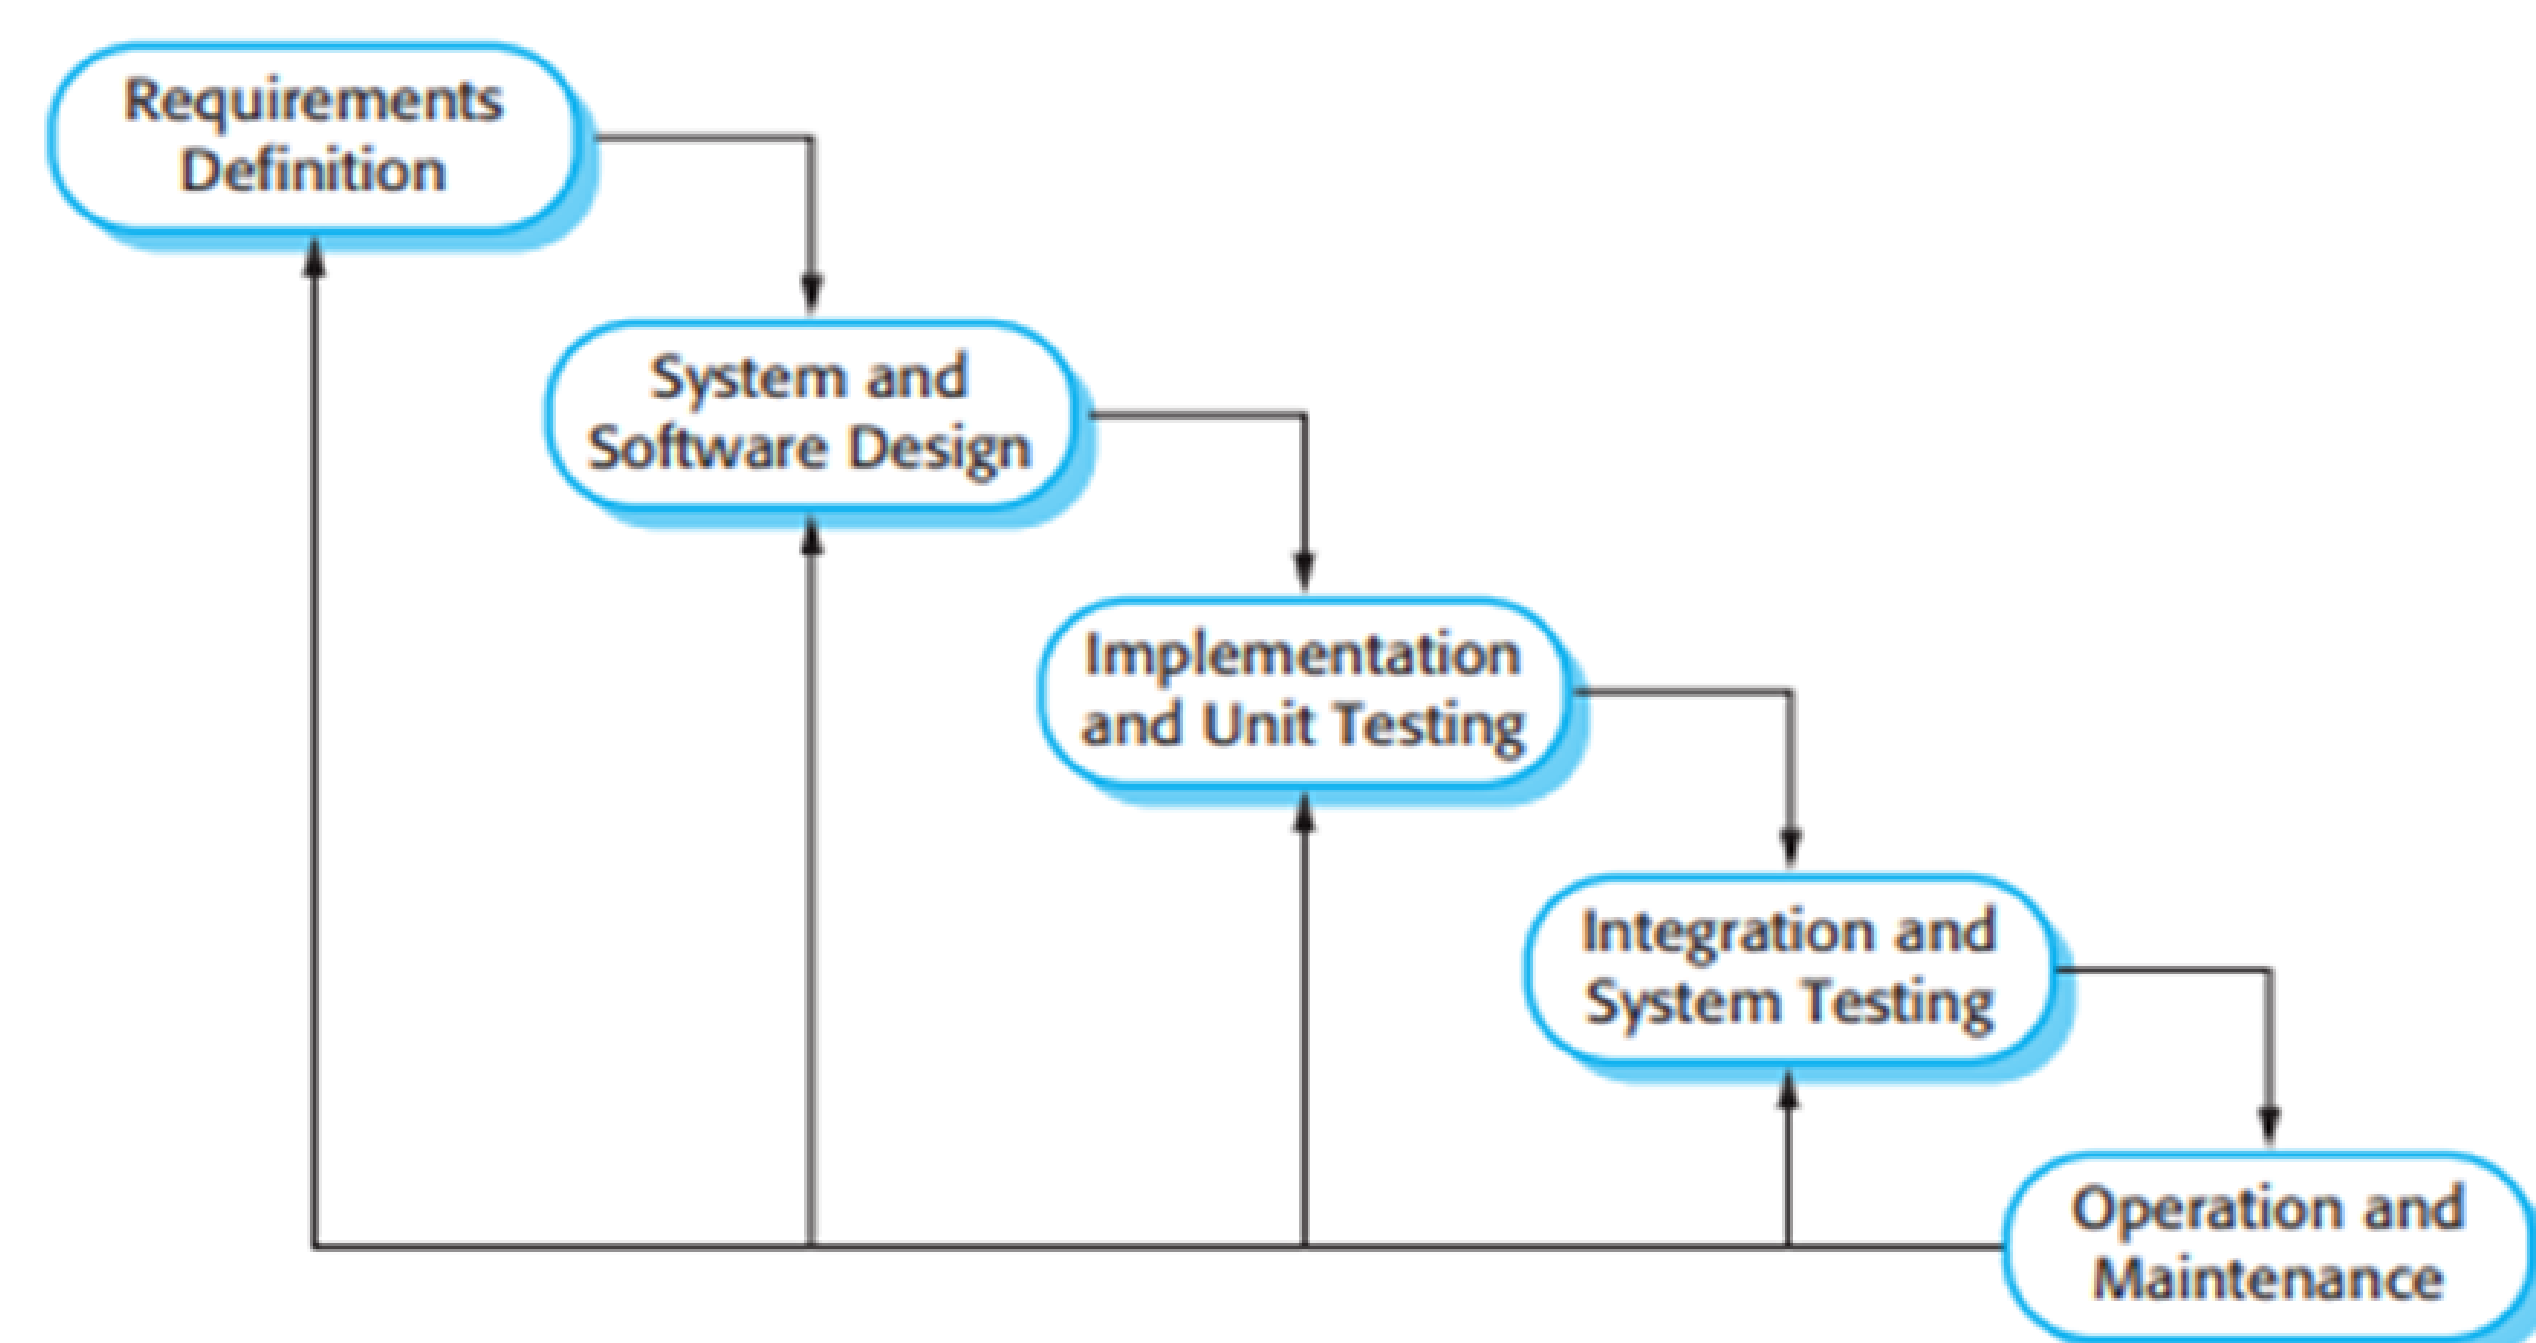 Requirements
Definition
System and
Software Design
Implementation
and Unit Testing
Integration and
System Testing
Operation and
Maintenance